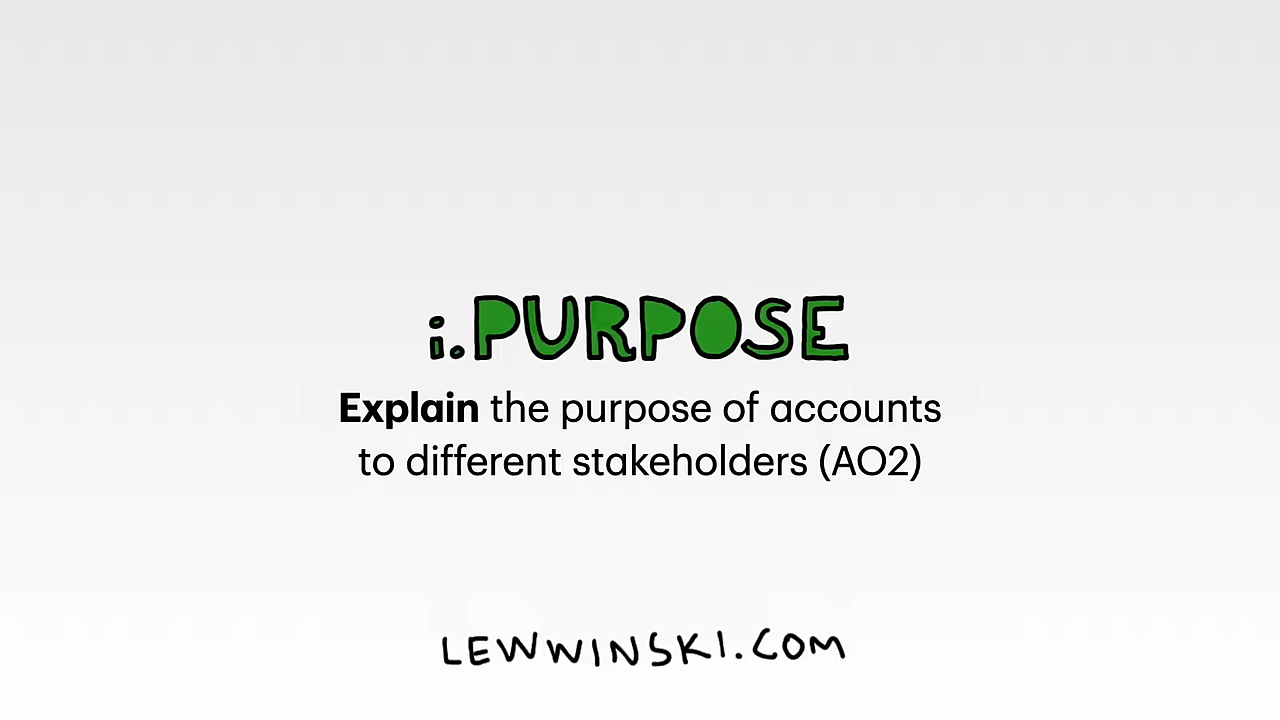 i.PURPOSE
Explain the purpose of accounts
to different stakeholders (AO2)
LEWWINSKI.COM